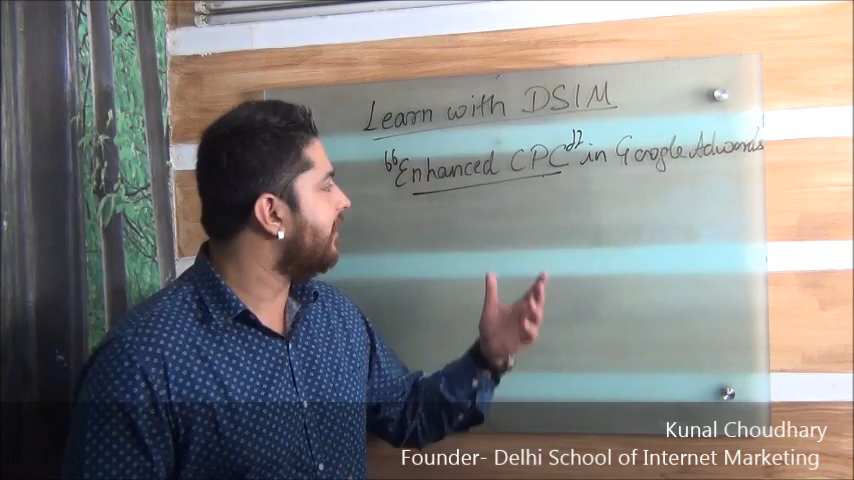 Learn with DSIM
"Enhanced CPC" in Google Adwords
Kunal Choudhary
Founder- Delhi School of Internet Marketing